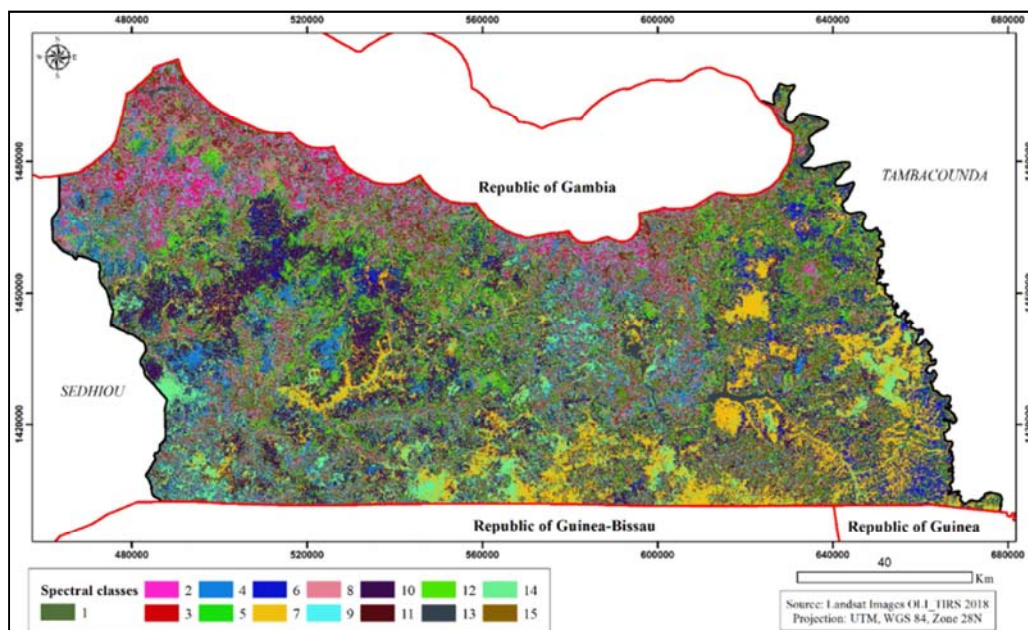 480000 520000 560000 600000 640000 680000
1480000
1450000
1420000
Republic of Gambia
TAMBACOUNDA
SEDHIOU
Republic of Guinea-Bissau
Republic of Guinea
480000 520000 560000 600000 640000 680000
Spectral classes 2 4 6 8 10 12 14
1 3 5 7 9 11 13 15
40
Km
Source: Landsat Images OLI_TIRS 2018
Projection: UTM, WGS 84, Zone 28N